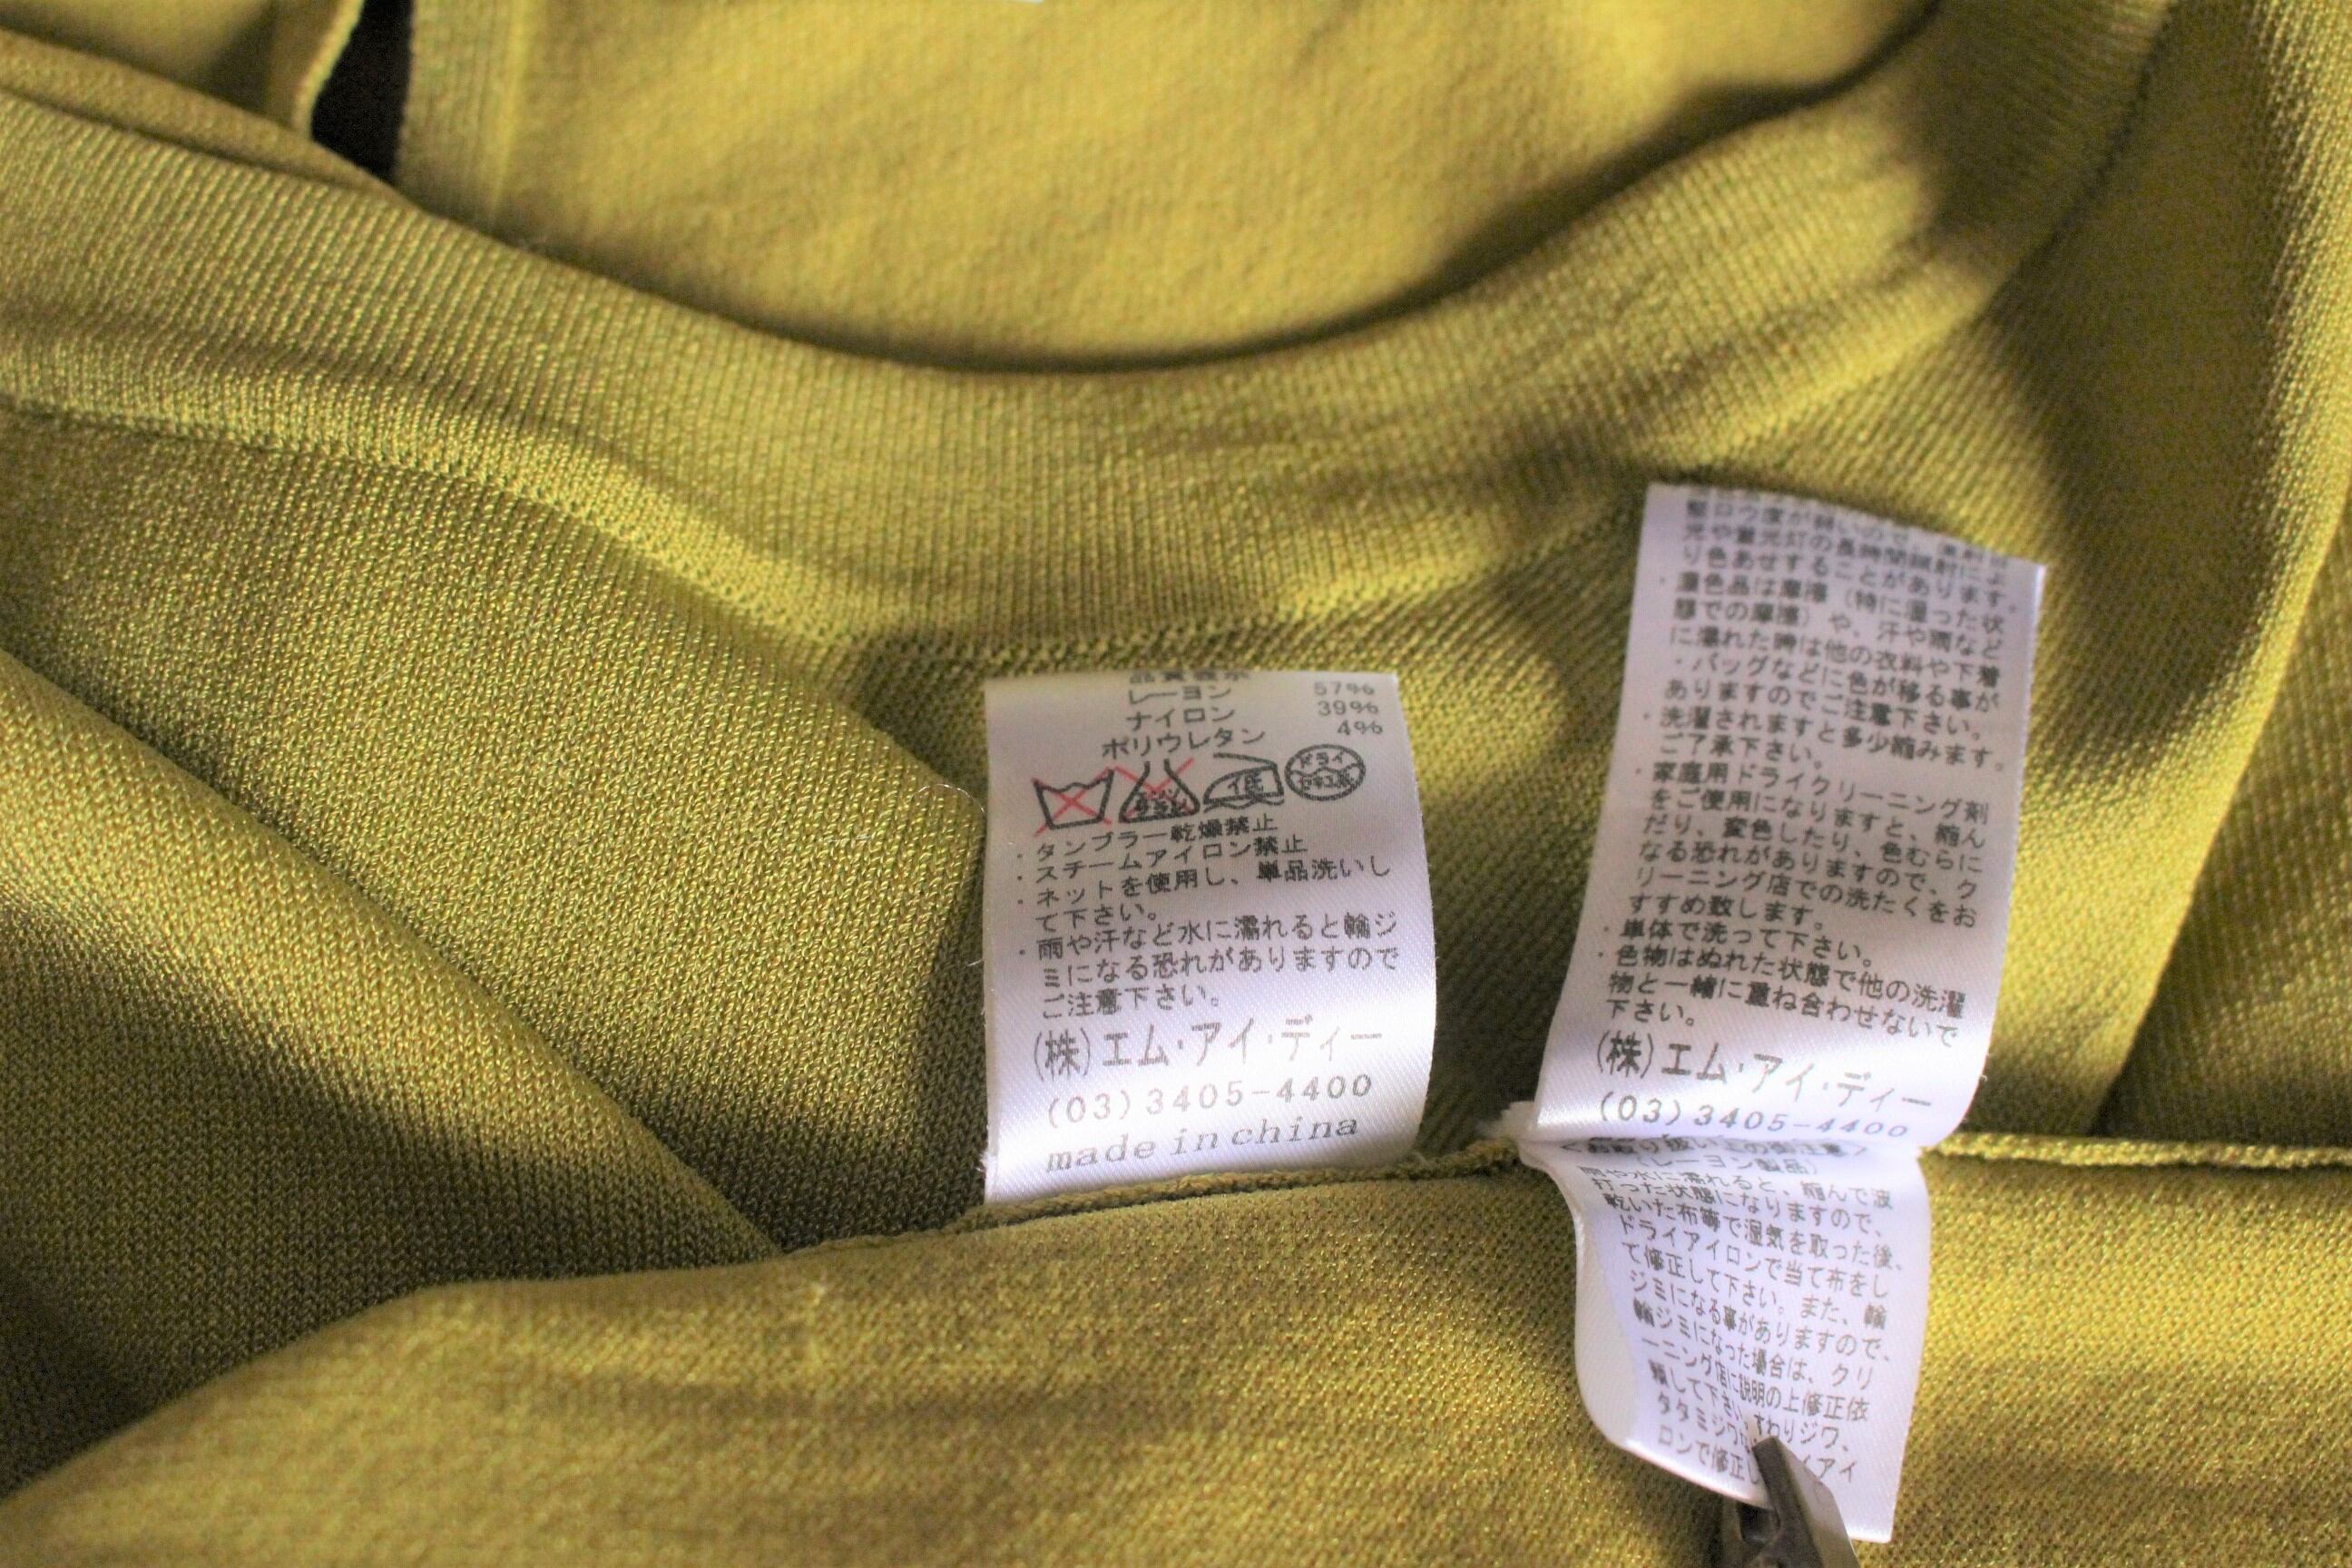 品質表示
レーヨン 57%
ナイロン 39%
ポリウレタン 4%
ドライ
・タンブラー乾燥禁止
・スチームアイロン禁止
・ネットを使用し、単品洗いし
て下さい。
・雨や汗など水に濡れると輪ジ
ミになる恐れがありますので
ご注意下さい。
(株)エム・アイ・ディー
(03)3405-4400
made in china
り色あせすることがあります。
・濃色品は摩擦(特に湿った状
態での摩擦)や、汗や雨など
に濡れた時は他の衣料や下着
・バッグなどに色が移る事が
ありますのでご注意下さい。
・洗濯されますと多少縮みます。
ご了承下さい。
・家庭用ドライクリーニング剤
をご使用になりますと、縮ん
だり、変色したり、色むらに
なる恐れがありますので、ク
リーニング店での洗たくをお
すすめ致します。
・単体で洗って下さい。
・色物はぬれた状態で他の洗濯
物と一緒に重ね合わせないで
下さい。
(株)エム・アイ・ディー
(03)3405-4400
レーヨン製品)
雨や水に濡れると、縮んで波
打った状態になりますので、
乾いた布等で湿気を取った後、
ドライアイロンで当て布をし
て修正して下さい。また、輪
ジミになる事がありますので、
輪ジミになった場合は、クリ
ーニング店に説明の上修正依
頼して下さい。
タタミジワ すわりジワ、
ロンで修正し イアイ